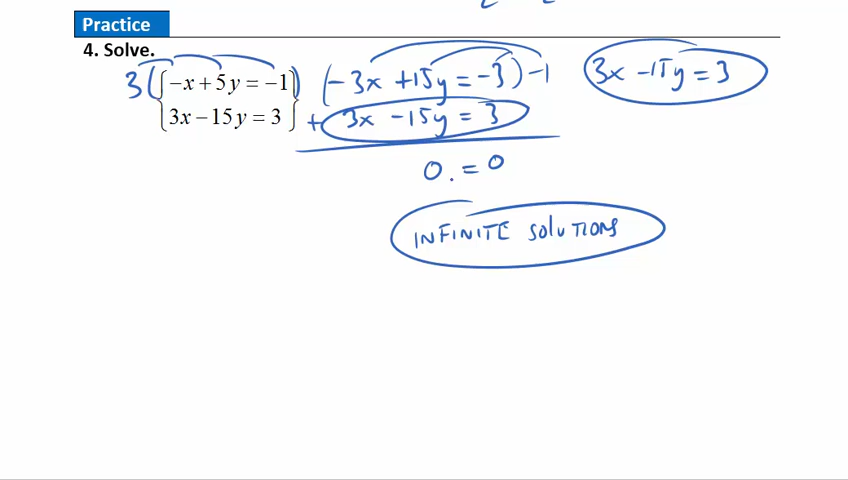 Practice
4. Solve.
3 ( { −x + 5y = −1 ) (−3x +15y = −3) −1 3x −15y = 3
3x − 15y = 3 } + 3x −15y = 3
0. = 0
INFINITE SOLUTIONS